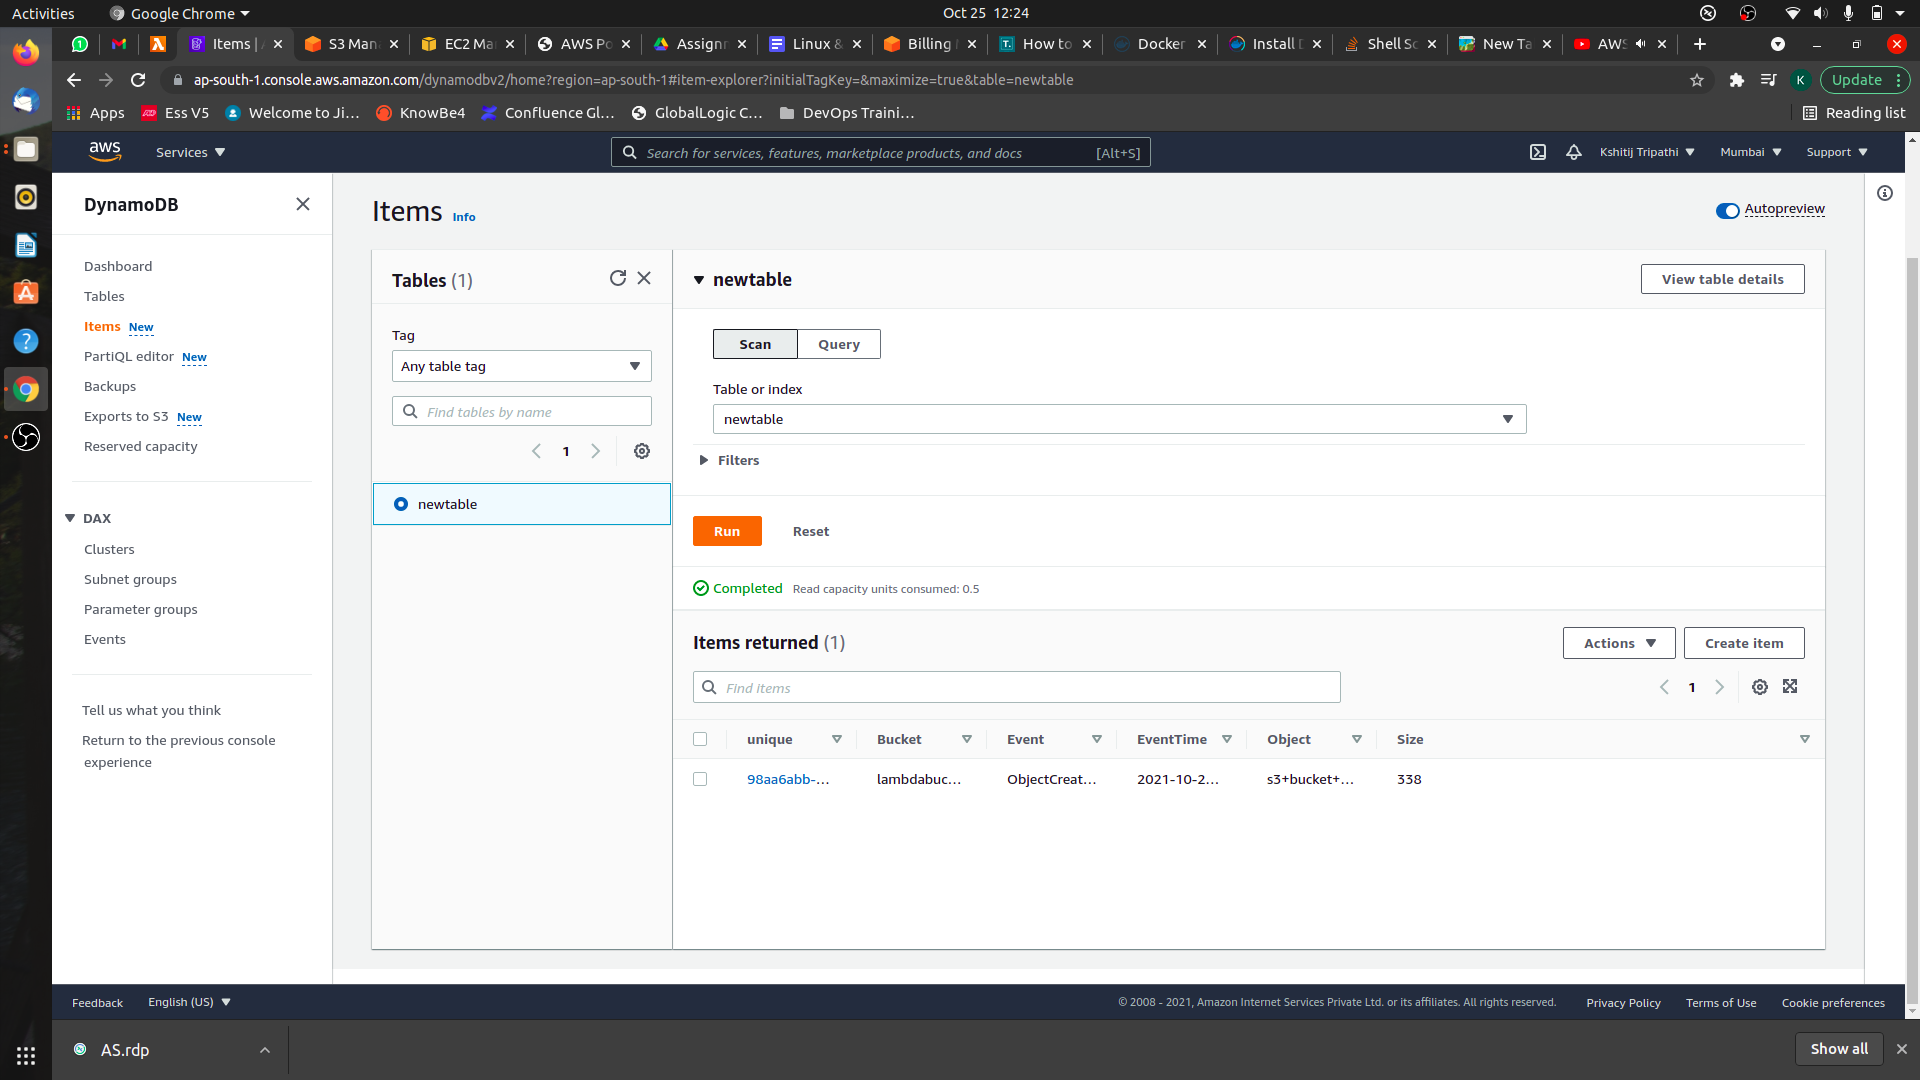 Activities
Google Chrome
Oct 25 12:24
Items | A
S3 Man
EC2 Ma
AWS Po
Assignm
Linux &
Billing
How to
Docker
Install D
Shell Sc
New Ta
AWS
ap-south-1.console.aws.amazon.com/dynamodbv2/home?region=ap-south-1#item-explorer?initialTagKey=&maximize=true&table=newtable
K
Update
Apps
Ess V5
Welcome to Ji...
KnowBe4
Confluence Gl...
GlobalLogic C...
DevOps Traini...
Reading list
aws
Services
Search for services, features, marketplace products, and docs
[Alt+S]
Kshitij Tripathi
Mumbai
Support
DynamoDB
Dashboard
Tables
Items New
PartiQL editor New
Backups
Exports to S3 New
Reserved capacity
DAX
Clusters
Subnet groups
Parameter groups
Events
Tell us what you think
Return to the previous console
experience
Items Info
Autopreview
Tables (1)
Tag
Any table tag
Find tables by name
1
newtable
newtable
View table details
Scan
Query
Table or index
newtable
Filters
Run
Reset
Completed Read capacity units consumed: 0.5
Items returned (1)
Actions
Create item
Find items
1
unique Bucket Event EventTime Object Size
98aa6abb-... lambdabuc... ObjectCreat... 2021-10-2... s3+bucket+... 338
Feedback
English (US)
© 2008 - 2021, Amazon Internet Services Private Ltd. or its affiliates. All rights reserved.
Privacy Policy
Terms of Use
Cookie preferences
AS.rdp
Show all